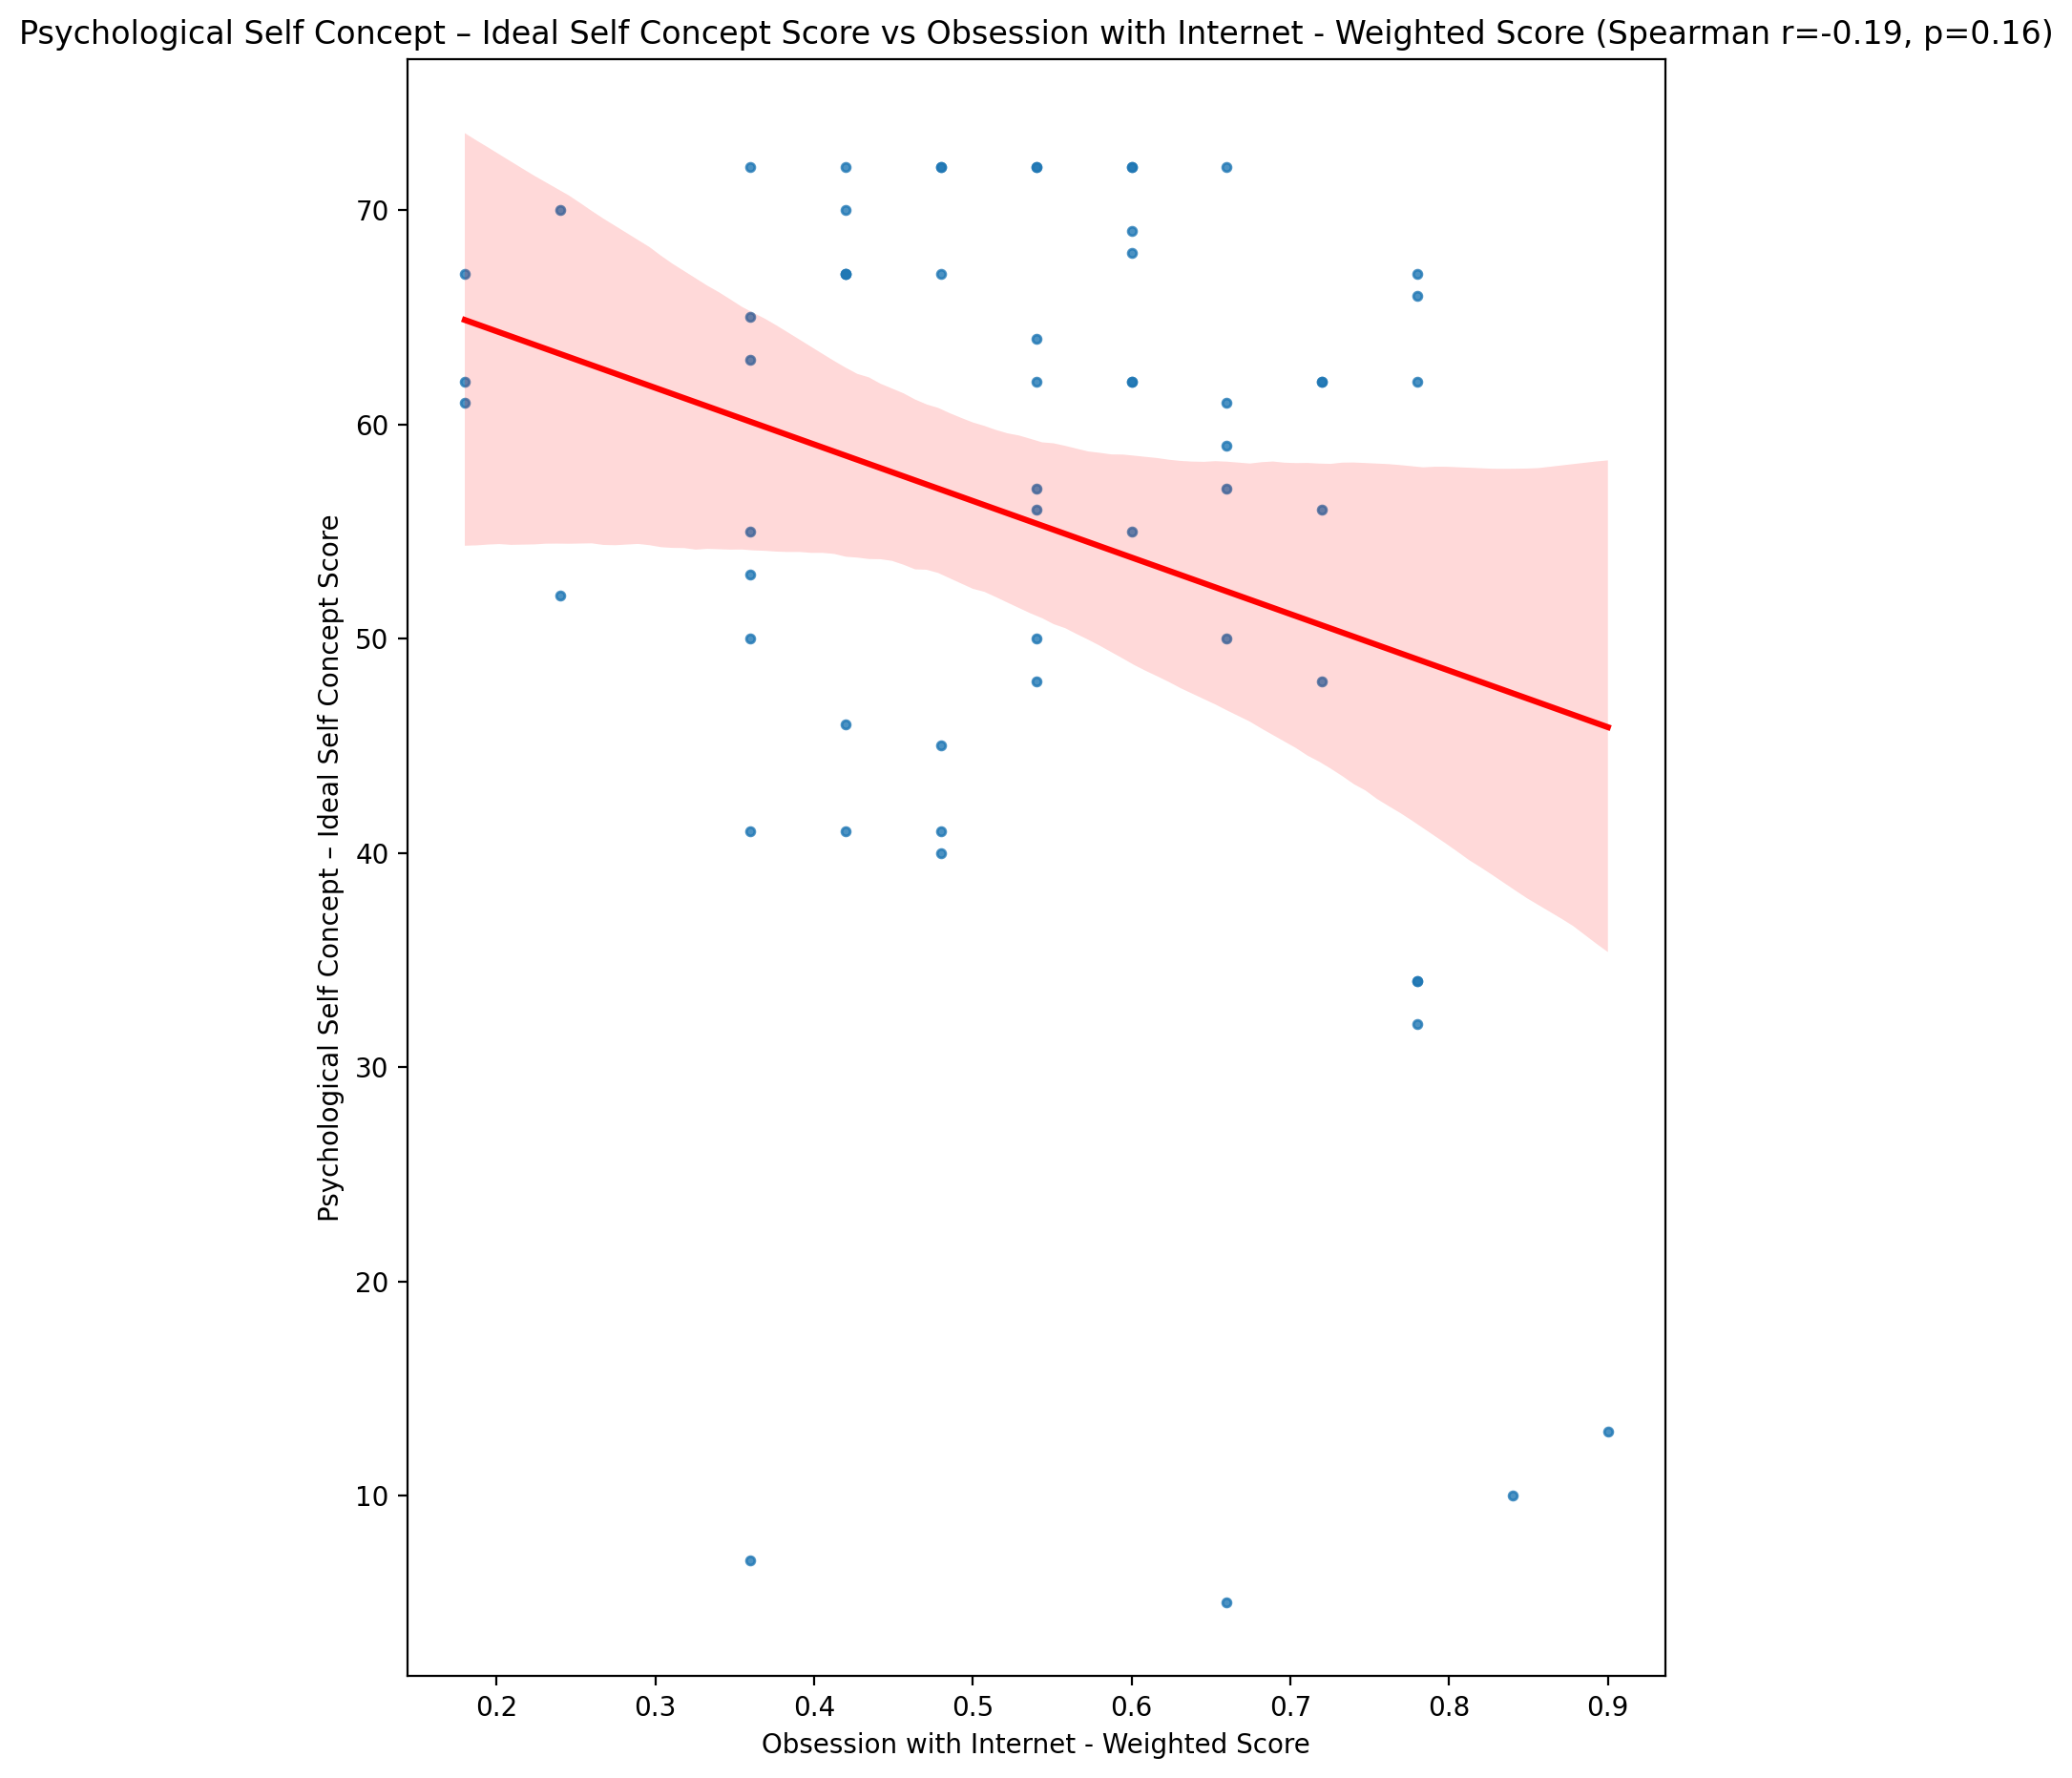 Psychological Self Concept – Ideal Self Concept Score vs Obsession with Internet - Weighted Score (Spearman r=-0.19, p=0.16)
Psychological Self Concept – Ideal Self Concept Score
70
60
50
40
30
20
10
0.2 0.3 0.4 0.5 0.6 0.7 0.8 0.9
Obsession with Internet - Weighted Score